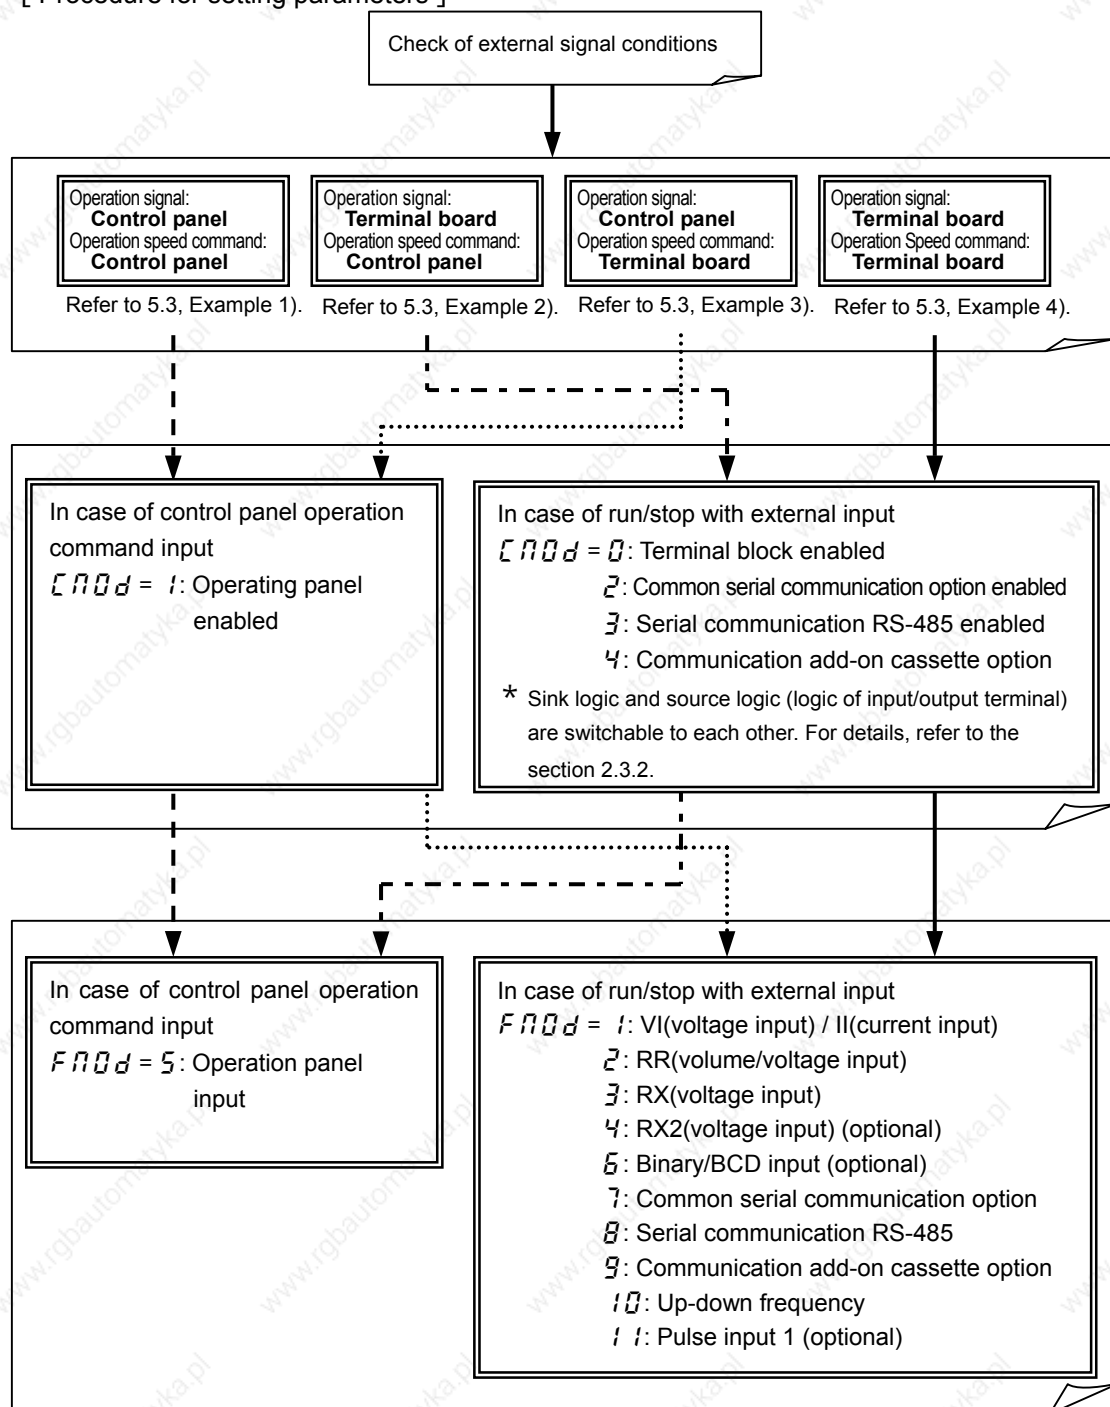 [ Procedure for setting parameters ]
Check of external signal conditions
Operation signal:
Control panel
Operation speed command:
Control panel
Refer to 5.3, Example 1).
Operation signal:
Terminal board
Operation speed command:
Control panel
Refer to 5.3, Example 2).
Operation signal:
Control panel
Operation speed command:
Terminal board
Refer to 5.3, Example 3).
Operation signal:
Terminal board
Operation Speed command:
Terminal board
Refer to 5.3, Example 4).
In case of control panel operation
command input
CMOd = 1: Operating panel
enabled
In case of run/stop with external input
CMOd = 0: Terminal block enabled
2: Common serial communication option enabled
3: Serial communication RS-485 enabled
4: Communication add-on cassette option
* Sink logic and source logic (logic of input/output terminal)
are switchable to each other. For details, refer to the
section 2.3.2.
In case of control panel operation
command input
FMOd = 5: Operation panel
input
In case of run/stop with external input
FMOd = 1: VI(voltage input) / II(current input)
2: RR(volume/voltage input)
3: RX(voltage input)
4: RX2(voltage input) (optional)
6: Binary/BCD input (optional)
7: Common serial communication option
8: Serial communication RS-485
9: Communication add-on cassette option
10: Up-down frequency
11: Pulse input 1 (optional)
www.rgbautomatyka.pl